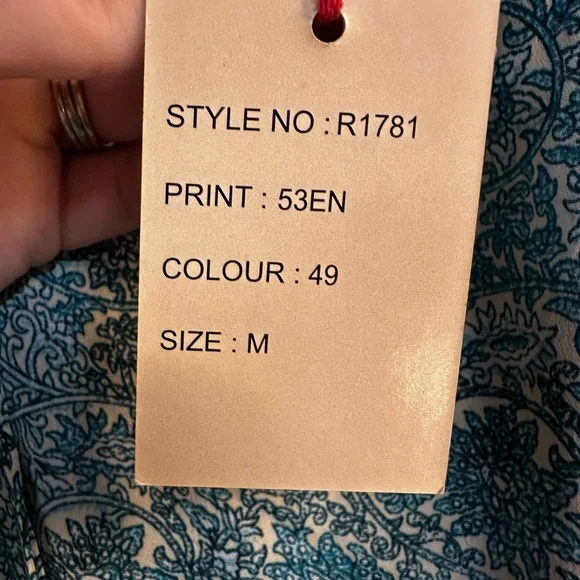 STYLE NO : R1781
PRINT : 53EN
COLOUR : 49
SIZE : M